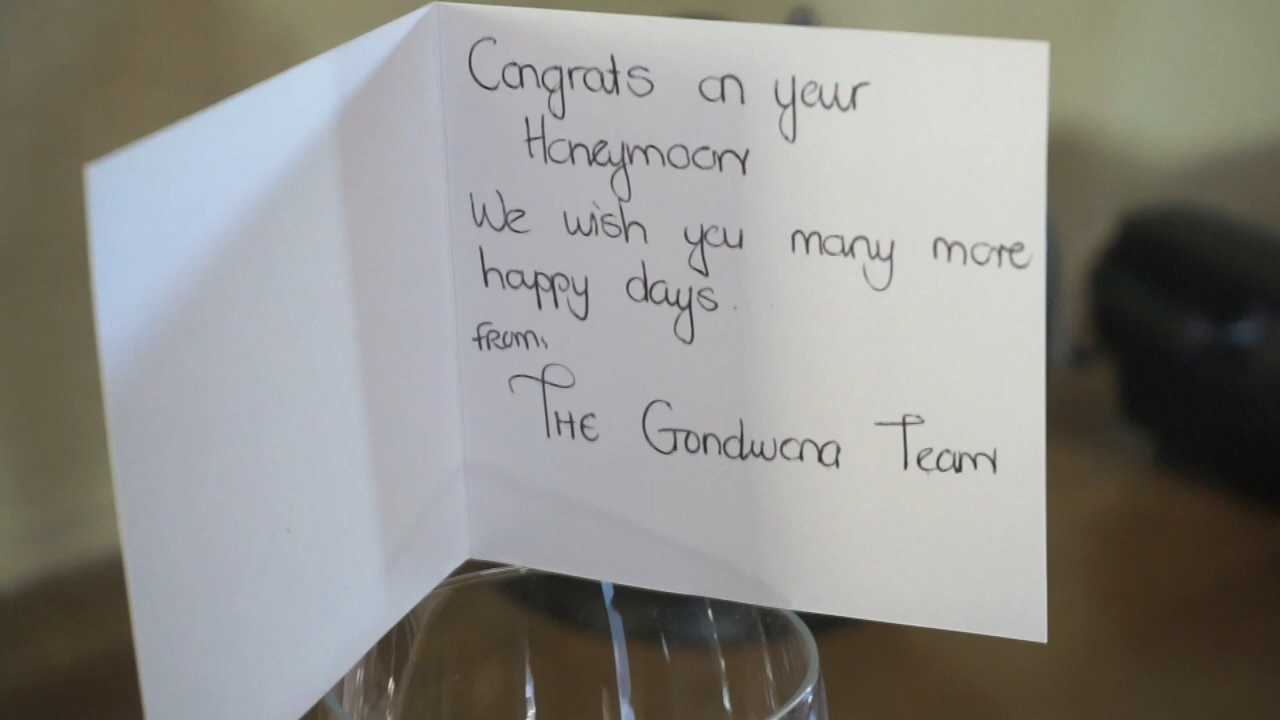 Congrats on your
Honeymoon
We wish you many more
happy days.
from,
THE Gondwana Team